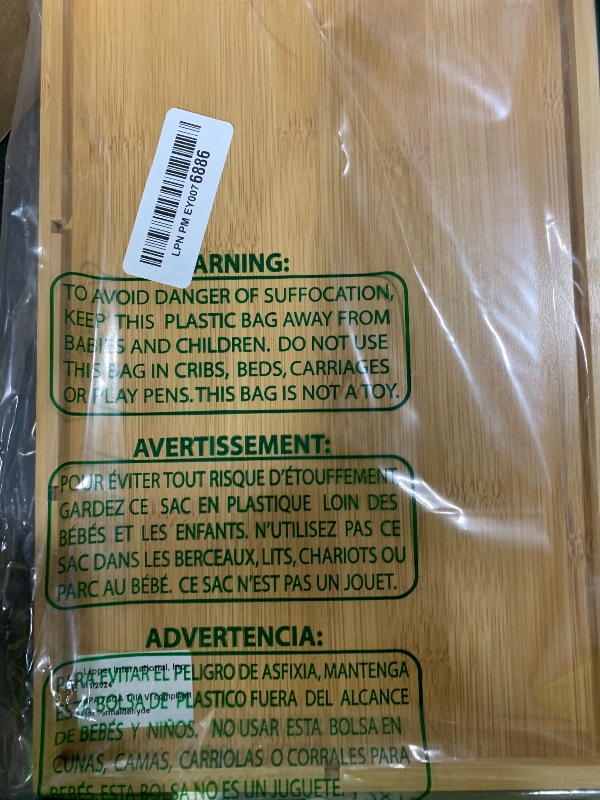 LPN PM EY0076886
ARNING:
TO AVOID DANGER OF SUFFOCATION,
KEEP THIS PLASTIC BAG AWAY FROM
BABIES AND CHILDREN. DO NOT USE
THIS BAG IN CRIBS, BEDS, CARRIAGES
OR PLAY PENS. THIS BAG IS NOT A TOY.
AVERTISSEMENT:
POUR ÉVITER TOUT RISQUE D'ÉTOUFFEMENT
GARDEZ CE SAC EN PLASTIQUE LOIN DES
BÉBÉS ET LES ENFANTS. N'UTILISEZ PAS CE
SAC DANS LES BERCEAUX, LITS, CHARIOTS OU
PARC AU BÉBÉ. CE SAC N'EST PAS UN JOUET.
ADVERTENCIA:
PARA EVITAR EL PELIGRO DE ASFIXIA, MANTENGA
ESTA BOLSA DE PLASTICO FUERA DEL ALCANCE
DE BEBÉS Y NIÑOS. NO USAR ESTA BOLSA EN
CUNAS, CAMAS, CARRIOLAS O CORRALES PARA
BEBÉS. ESTA BOLSA NO ES UN JUGUETE.
Lipper International, Inc.